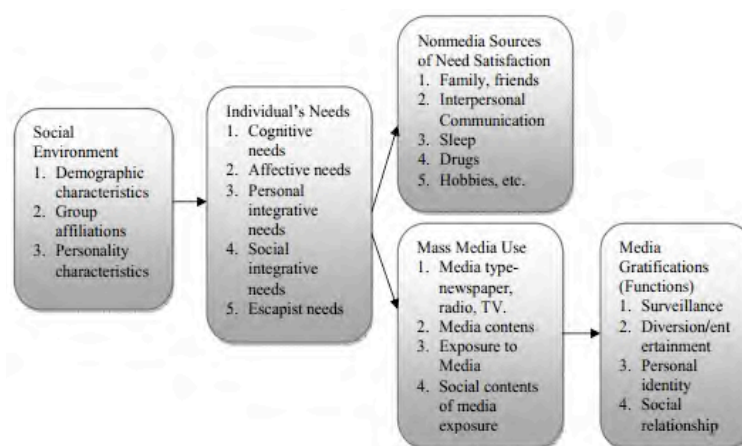 Social
Environment
1. Demographic
characteristics
2. Group
affiliations
3. Personality
characteristics
Individual's Needs
1. Cognitive
needs
2. Affective needs
3. Personal
integrative
needs
4. Social
integrative
needs
5. Escapist needs
Nonmedia Sources
of Need Satisfaction
1. Family, friends
2. Interpersonal
Communication
3. Sleep
4. Drugs
5. Hobbies, etc.
Mass Media Use
1. Media type-
newspaper,
radio, TV.
2. Media contens
3. Exposure to
Media
4. Social contents
of media
exposure
Media
Gratifications
(Functions)
1. Surveillance
2. Diversion/ent
ertainment
3. Personal
identity
4. Social
relationship